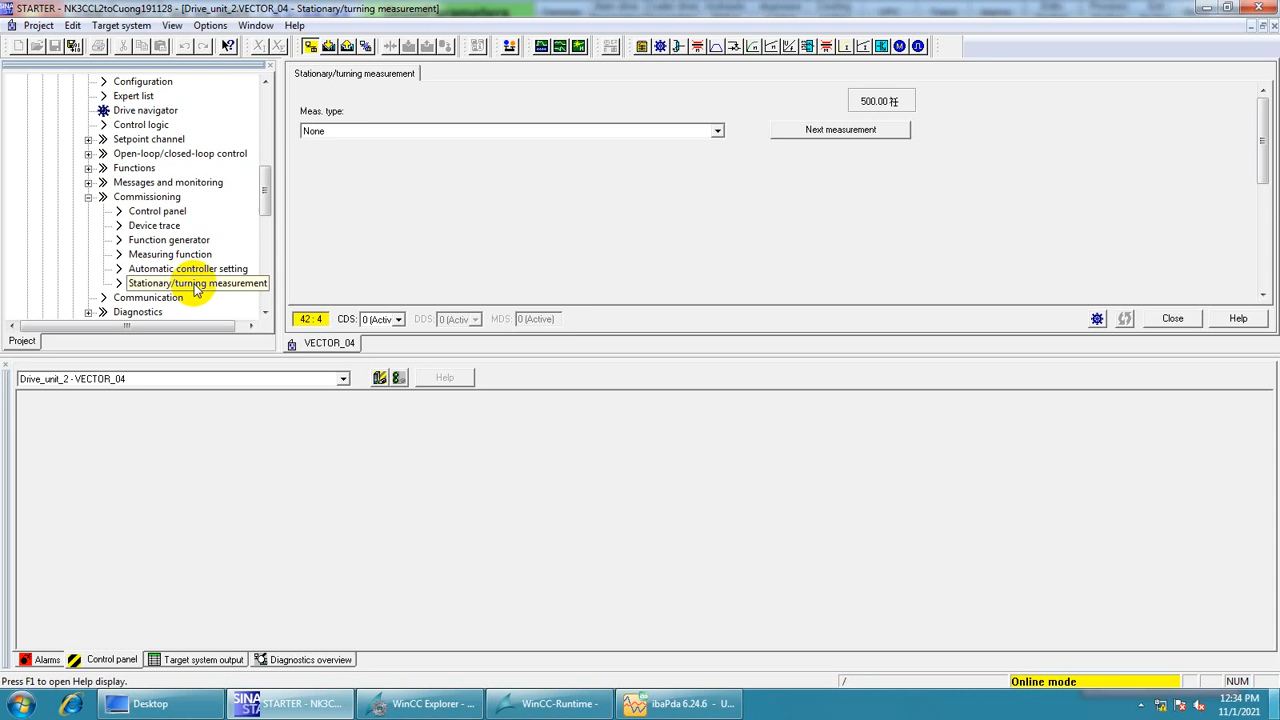 STARTER - NK3CCL2toCuong191128 - [Drive_unit_2.VECTOR_04 - Stationary/turning measurement]
Project Edit Target system View Options Window Help
Configuration
Expert list
Drive navigator
Control logic
Setpoint channel
Open-loop/closed-loop control
Functions
Messages and monitoring
Commissioning
Control panel
Device trace
Function generator
Measuring function
Automatic controller setting
Stationary/turning measurement
Communication
Diagnostics
Project
Stationary/turning measurement
500.00 衽
Meas. type:
None
Next measurement
42 : 4 CDS: 0 (Activ DDS: 0 (Activ MDS: 0 (Active)
Close
Help
VECTOR_04
Drive_unit_2 - VECTOR_04
Help
Alarms Control panel Target system output Diagnostics overview
Press F1 to open Help display.
/
Online mode
NUM
Desktop
SINA STA
STARTER - NK3C...
WinCC Explorer - ...
WinCC-Runtime -
ibaPda 6.24.6 - U...
12:34 PM
11/1/2021